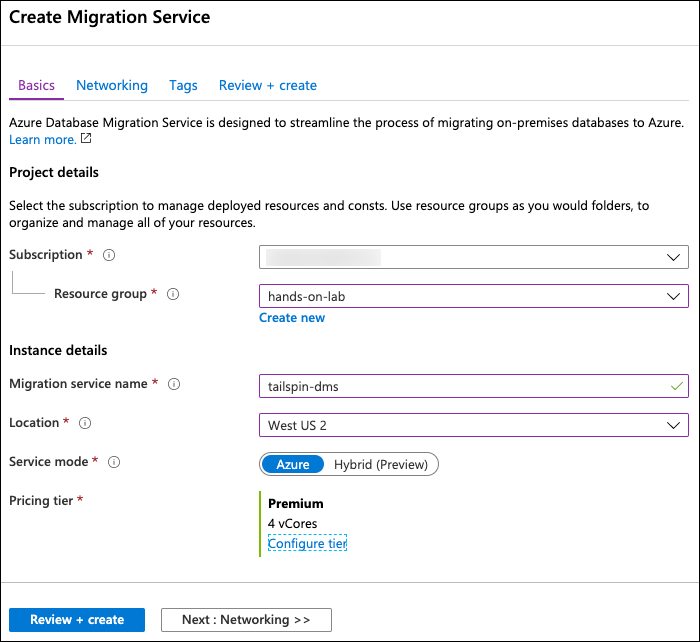 Create Migration Service
Basics Networking Tags Review + create
Azure Database Migration Service is designed to streamline the process of migrating on-premises databases to Azure.
Learn more.
Project details
Select the subscription to manage deployed resources and consts. Use resource groups as you would folders, to
organize and manage all of your resources.
Subscription *
Resource group * hands-on-lab
Create new
Instance details
Migration service name * tailspin-dms
Location * West US 2
Service mode * Azure Hybrid (Preview)
Pricing tier * Premium
4 vCores
Configure tier
Review + create Next : Networking >>